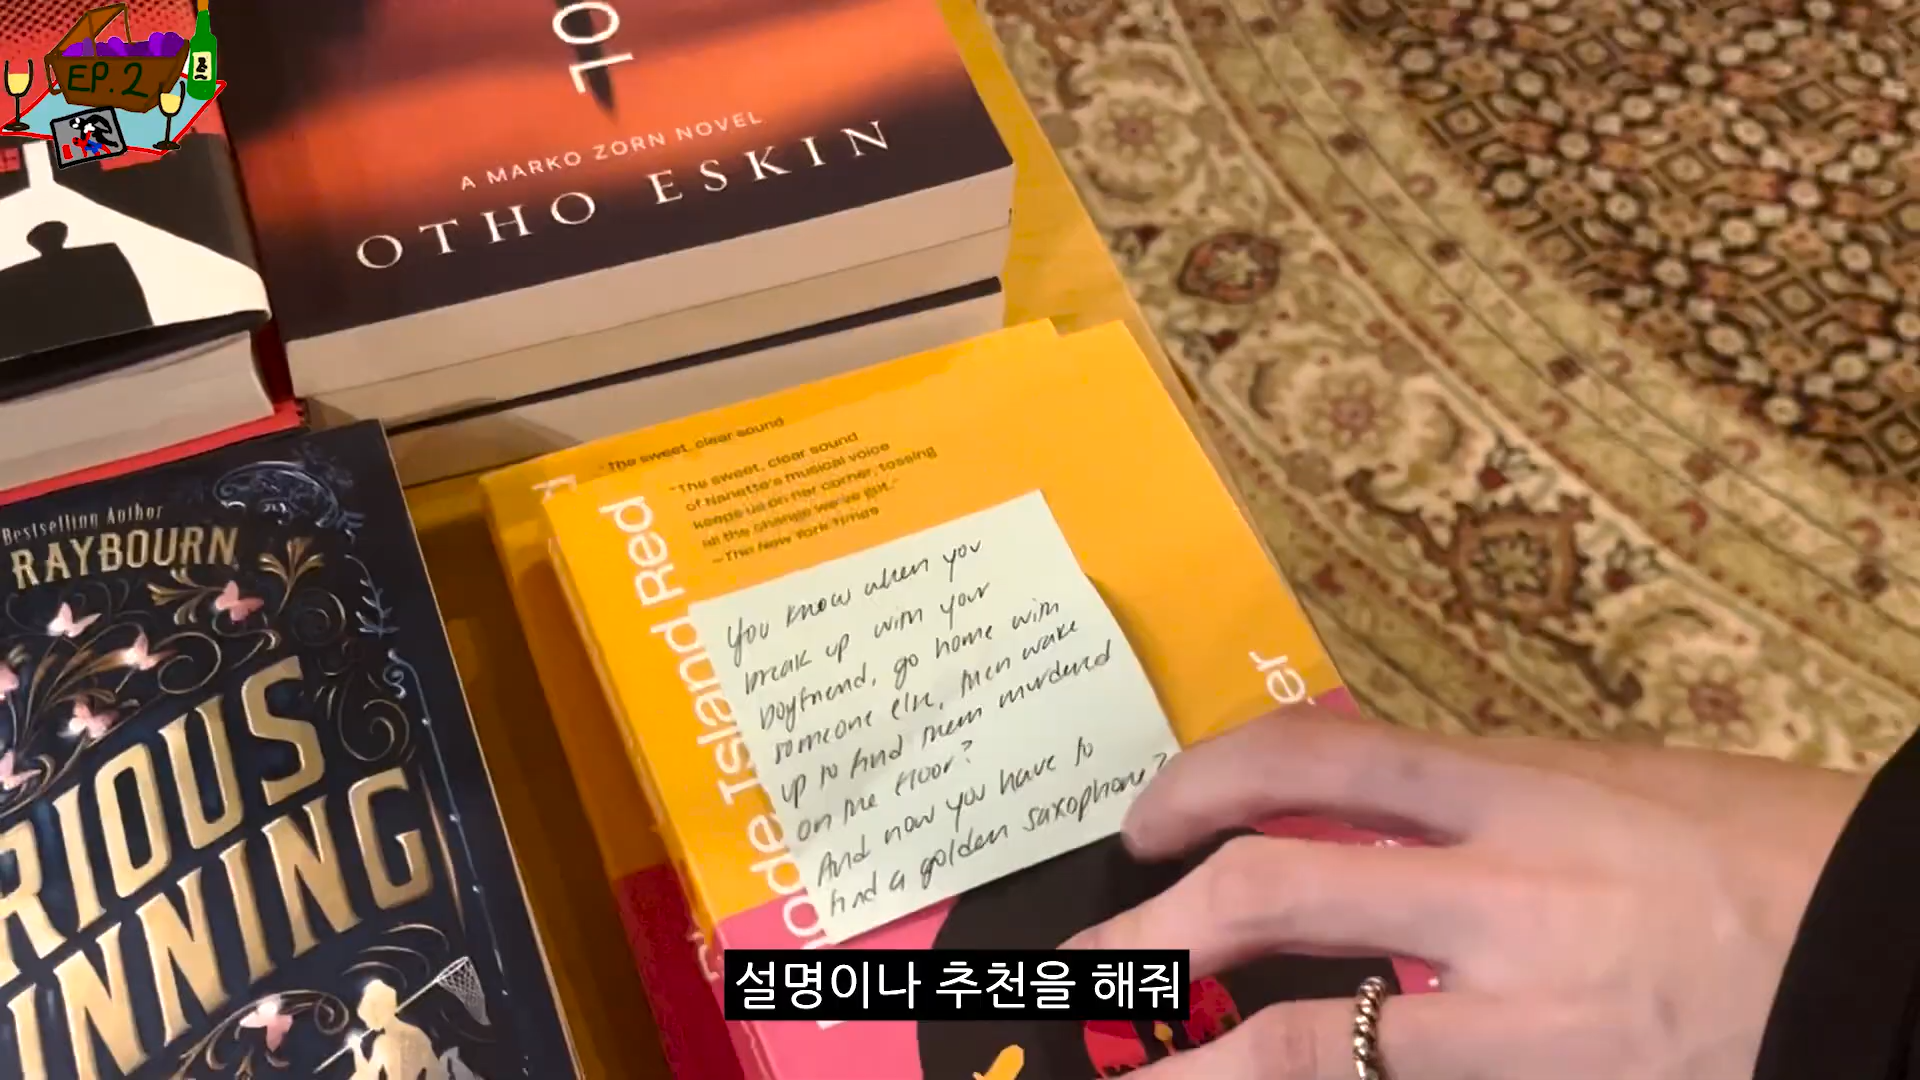 EP.2
10
A MARKO ZORN NOVEL
OTHO ESKIN
Bestselling Author
RAYBOURN
RIOUS
INNING
"The sweet, clear sound
"The sweet, clear sound
of Nanette's musical voice
keeps us on her corner, tossing
all the change we've got."
—The New York Times
Island Red
er
You know when you
break up with your
boyfriend, go home with
someone else, then wake
up to find them murdered
on the floor?
And now you have to
find a golden saxophone?
설명이나 추천을 해줘